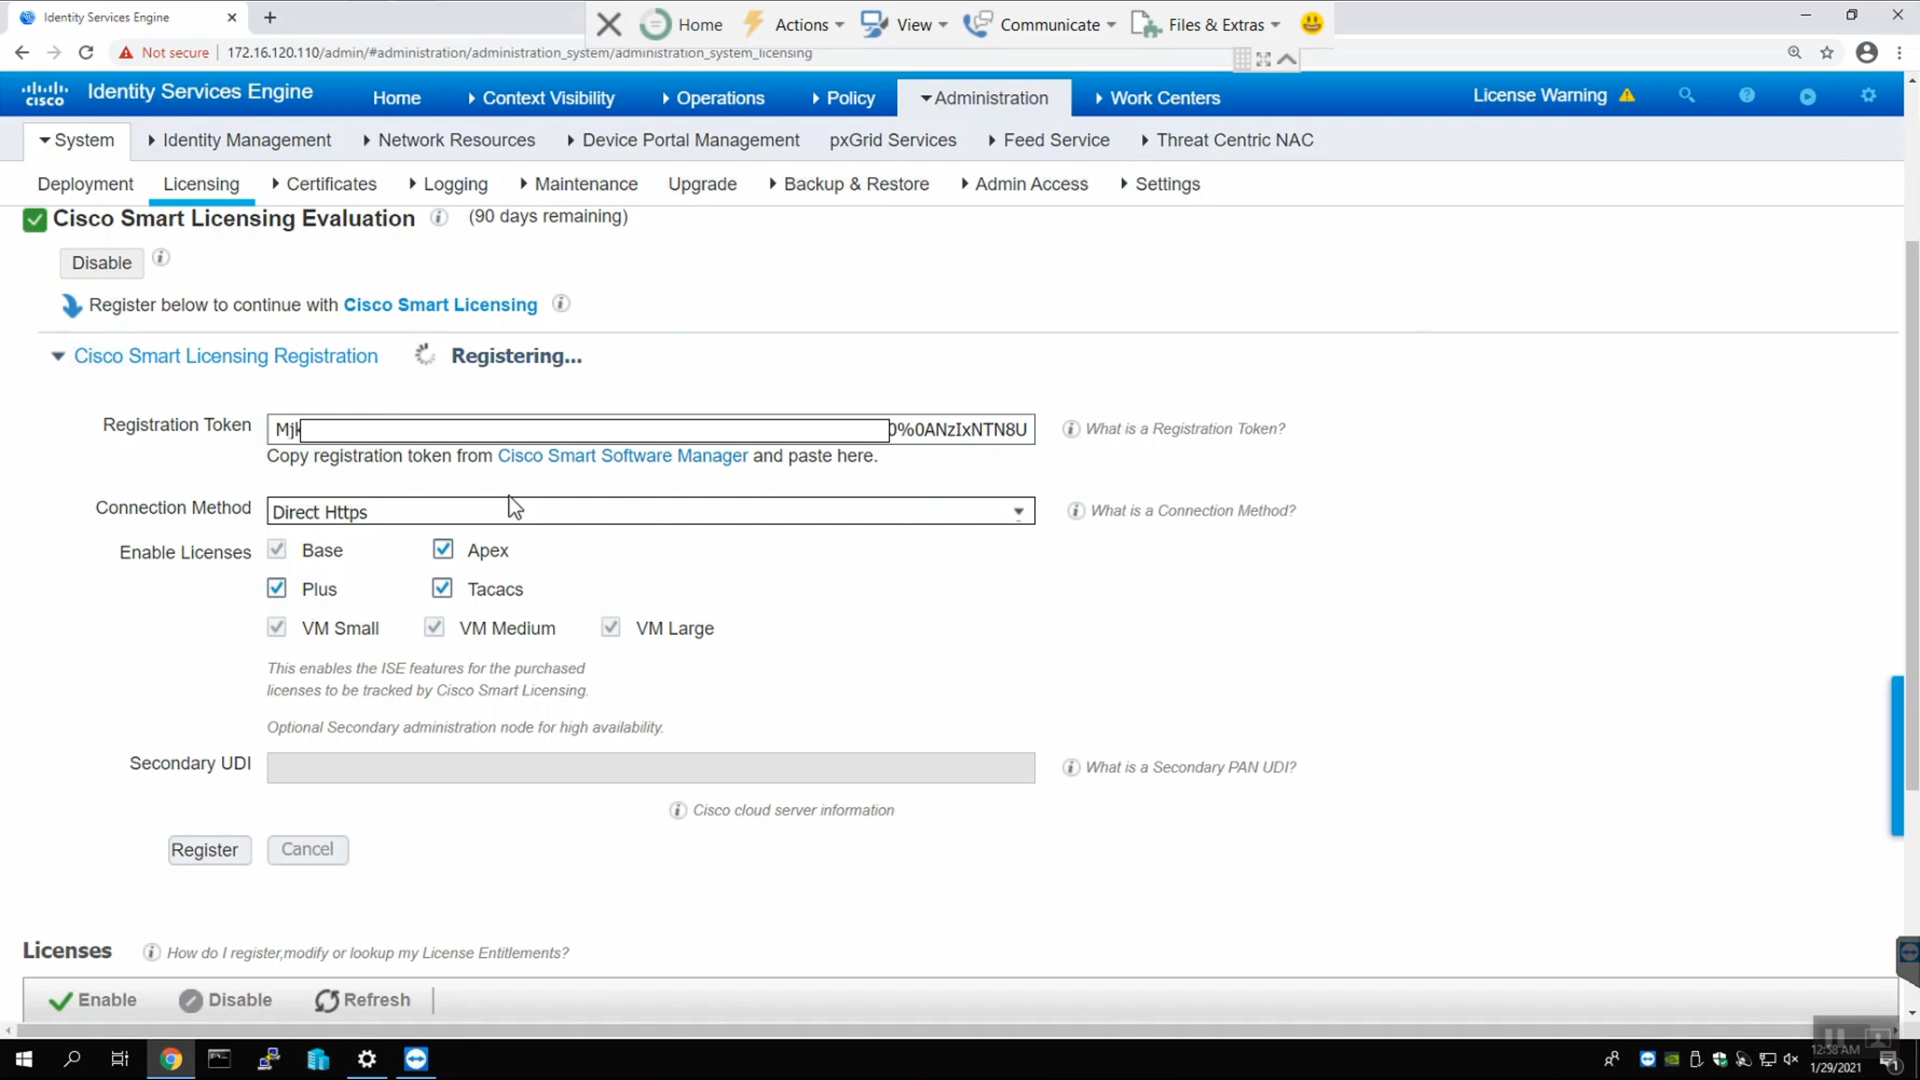 Identity Services Engine
Home Actions View Communicate Files & Extras
Not secure 172.16.120.110/admin/#administration/administration_system/administration_system_licensing
CISCO Identity Services Engine Home Context Visibility Operations Policy Administration Work Centers License Warning
System Identity Management Network Resources Device Portal Management pxGrid Services Feed Service Threat Centric NAC
Deployment Licensing Certificates Logging Maintenance Upgrade Backup & Restore Admin Access Settings
Cisco Smart Licensing Evaluation (90 days remaining)
Disable
Register below to continue with Cisco Smart Licensing
Cisco Smart Licensing Registration Registering...
Registration Token Mjk 0%0ANzIxNTN8U What is a Registration Token?
Copy registration token from Cisco Smart Software Manager and paste here.
Connection Method Direct Https What is a Connection Method?
Enable Licenses Base Apex
Plus Tacacs
VM Small VM Medium VM Large
This enables the ISE features for the purchased
licenses to be tracked by Cisco Smart Licensing.
Optional Secondary administration node for high availability.
Secondary UDI What is a Secondary PAN UDI?
Cisco cloud server information
Register Cancel
Licenses How do I register,modify or lookup my License Entitlements?
Enable Disable Refresh
12:58 AM
1/29/2021